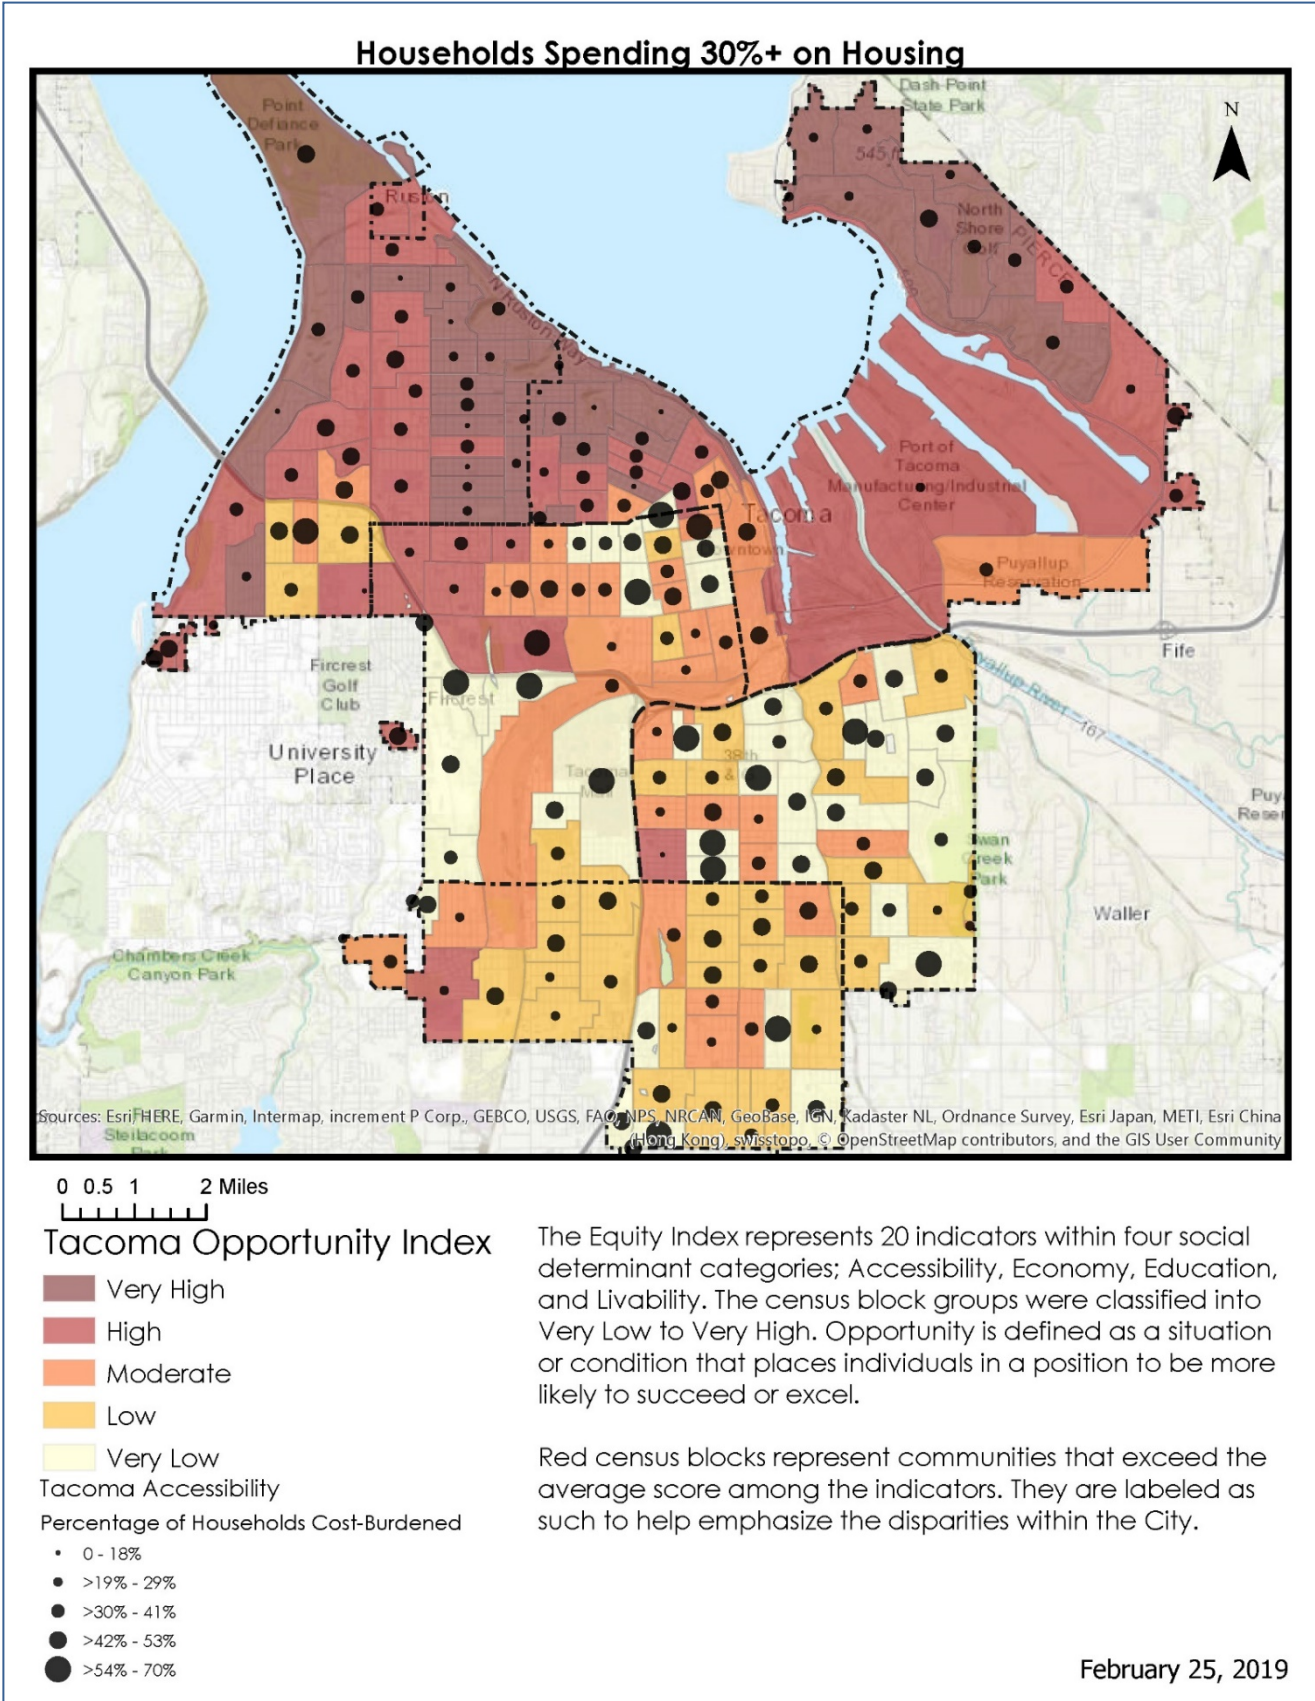 Households Spending 30%+ on Housing
Dash Point
State Park
N
Point
Defiance
Park
545 ft
Ruston
North
Shore
Golf
PIERCE
N Ruston Way
Port of
Tacoma
Manufacturing/Industrial
Center
Tacoma
Downtown
Puyallup
Reservation
Fife
Fircrest
Golf
Club
Fircrest
University
Place
Puyallup River
167
38th
Tacoma
Mall
Swan
Creek
Park
Waller
Chambers Creek
Canyon Park
Sources: Esri, HERE, Garmin, Intermap, increment P Corp., GEBCO, USGS, FAO, NPS, NRCAN, GeoBase, IGN, Kadaster NL, Ordnance Survey, Esri Japan, METI, Esri China
(Hong Kong), swisstopo, © OpenStreetMap contributors, and the GIS User Community
Steilacoom
0 0.5 1 2 Miles
Tacoma Opportunity Index
Very High
High
Moderate
Low
Very Low
Tacoma Accessibility
Percentage of Households Cost-Burdened
0 - 18%
>19% - 29%
>30% - 41%
>42% - 53%
>54% - 70%
The Equity Index represents 20 indicators within four social
determinant categories; Accessibility, Economy, Education,
and Livability. The census block groups were classified into
Very Low to Very High. Opportunity is defined as a situation
or condition that places individuals in a position to be more
likely to succeed or excel.
Red census blocks represent communities that exceed the
average score among the indicators. They are labeled as
such to help emphasize the disparities within the City.
February 25, 2019